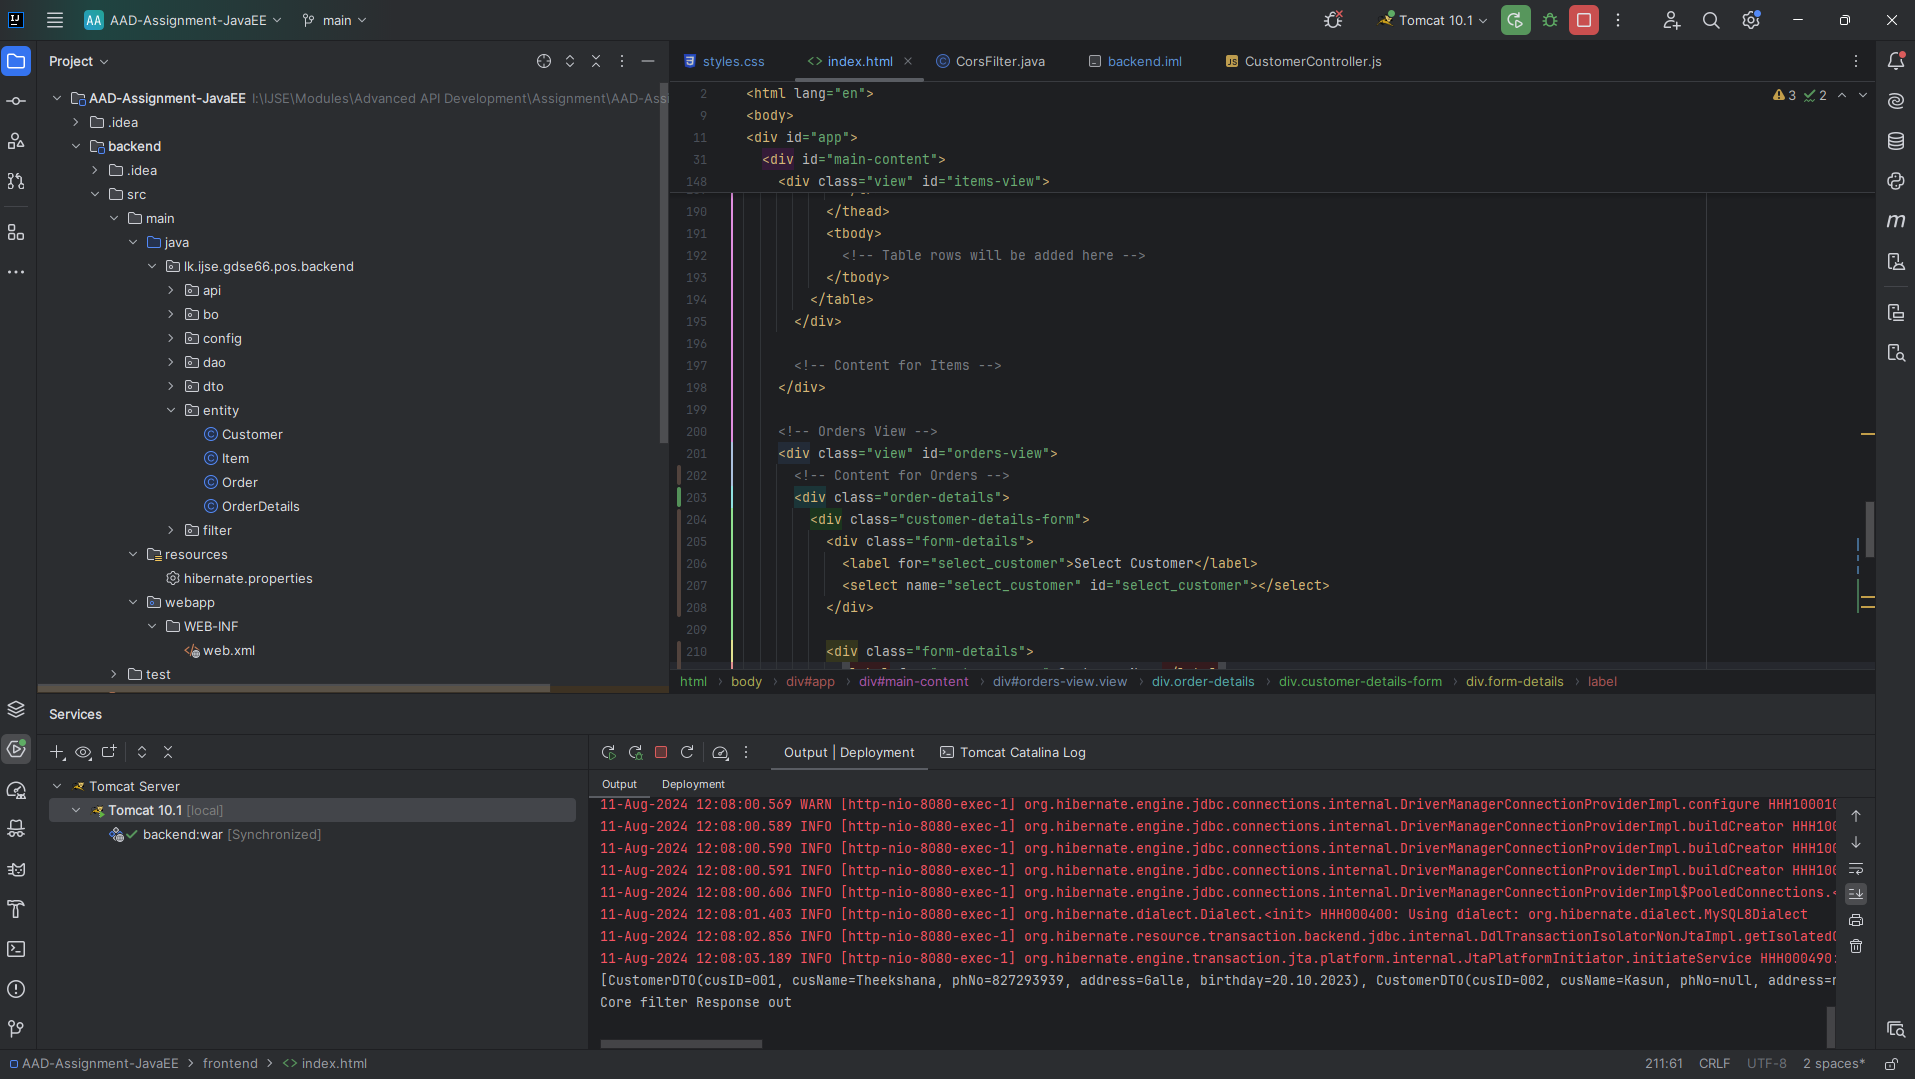 AA AAD-Assignment-JavaEE main Tomcat 10.1
Project
AAD-Assignment-JavaEE I:\IJSE\Modules\Advanced API Development\Assignment\AAD-Assi
.idea
backend
.idea
src
main
java
lk.ijse.gdse66.pos.backend
api
bo
config
dao
dto
entity
Customer
Item
Order
OrderDetails
filter
resources
hibernate.properties
webapp
WEB-INF
web.xml
test
styles.css index.html CorsFilter.java backend.iml CustomerController.js
3 2
2 <html lang="en">
9 <body>
11 <div id="app">
31 <div id="main-content">
148 <div class="view" id="items-view">
190 </thead>
191 <tbody>
192 <!-- Table rows will be added here -->
193 </tbody>
194 </table>
195 </div>
196
197 <!-- Content for Items -->
198 </div>
199
200 <!-- Orders View -->
201 <div class="view" id="orders-view">
202 <!-- Content for Orders -->
203 <div class="order-details">
204 <div class="customer-details-form">
205 <div class="form-details">
206 <label for="select_customer">Select Customer</label>
207 <select name="select_customer" id="select_customer"></select>
208 </div>
209
210 <div class="form-details">
html body div#app div#main-content div#orders-view.view div.order-details div.customer-details-form div.form-details label
Services
Tomcat Server
Tomcat 10.1 [local]
backend:war [Synchronized]
Output | Deployment Tomcat Catalina Log
Output Deployment
11-Aug-2024 12:08:00.569 WARN [http-nio-8080-exec-1] org.hibernate.engine.jdbc.connections.internal.DriverManagerConnectionProviderImpl.configure HHH10001
11-Aug-2024 12:08:00.589 INFO [http-nio-8080-exec-1] org.hibernate.engine.jdbc.connections.internal.DriverManagerConnectionProviderImpl.buildCreator HHH100
11-Aug-2024 12:08:00.590 INFO [http-nio-8080-exec-1] org.hibernate.engine.jdbc.connections.internal.DriverManagerConnectionProviderImpl.buildCreator HHH100
11-Aug-2024 12:08:00.591 INFO [http-nio-8080-exec-1] org.hibernate.engine.jdbc.connections.internal.DriverManagerConnectionProviderImpl.buildCreator HHH100
11-Aug-2024 12:08:00.606 INFO [http-nio-8080-exec-1] org.hibernate.engine.jdbc.connections.internal.DriverManagerConnectionProviderImpl$PooledConnections.<
11-Aug-2024 12:08:01.403 INFO [http-nio-8080-exec-1] org.hibernate.dialect.Dialect.<init> HHH000400: Using dialect: org.hibernate.dialect.MySQL8Dialect
11-Aug-2024 12:08:02.856 INFO [http-nio-8080-exec-1] org.hibernate.resource.transaction.backend.jdbc.internal.DdlTransactionIsolatorNonJtaImpl.getIsolatedC
11-Aug-2024 12:08:03.189 INFO [http-nio-8080-exec-1] org.hibernate.engine.transaction.jta.platform.internal.JtaPlatformInitiator.initiateService HHH000490:
[CustomerDTO(cusID=001, cusName=Theekshana, phNo=827293939, address=Galle, birthday=20.10.2023), CustomerDTO(cusID=002, cusName=Kasun, phNo=null, address=n
Core filter Response out
AAD-Assignment-JavaEE frontend index.html 211:61 CRLF UTF-8 2 spaces*